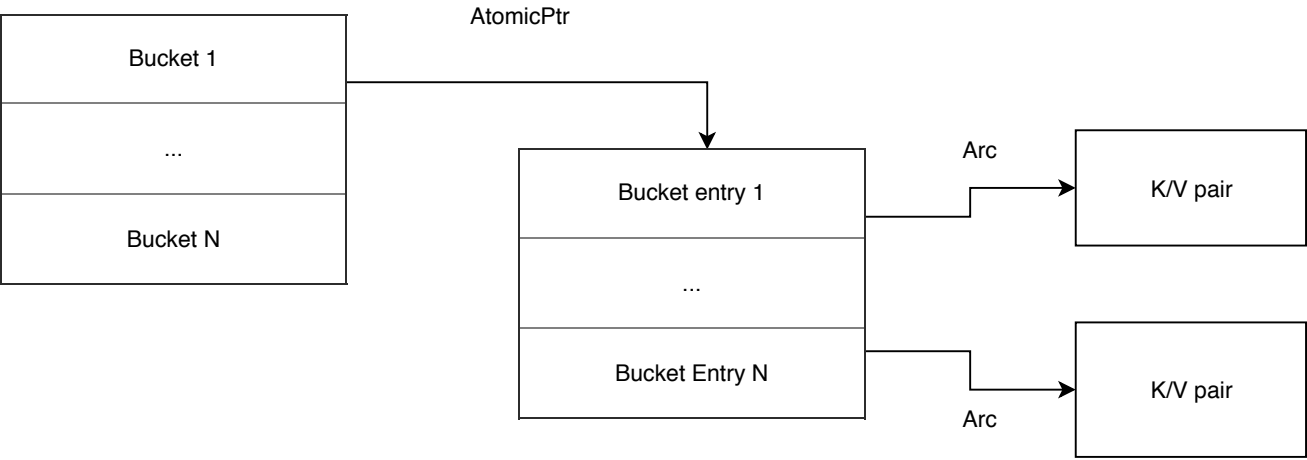 AtomicPtr
Bucket 1
...
Bucket N
Bucket entry 1
...
Bucket Entry N
Arc
K/V pair
K/V pair
Arc